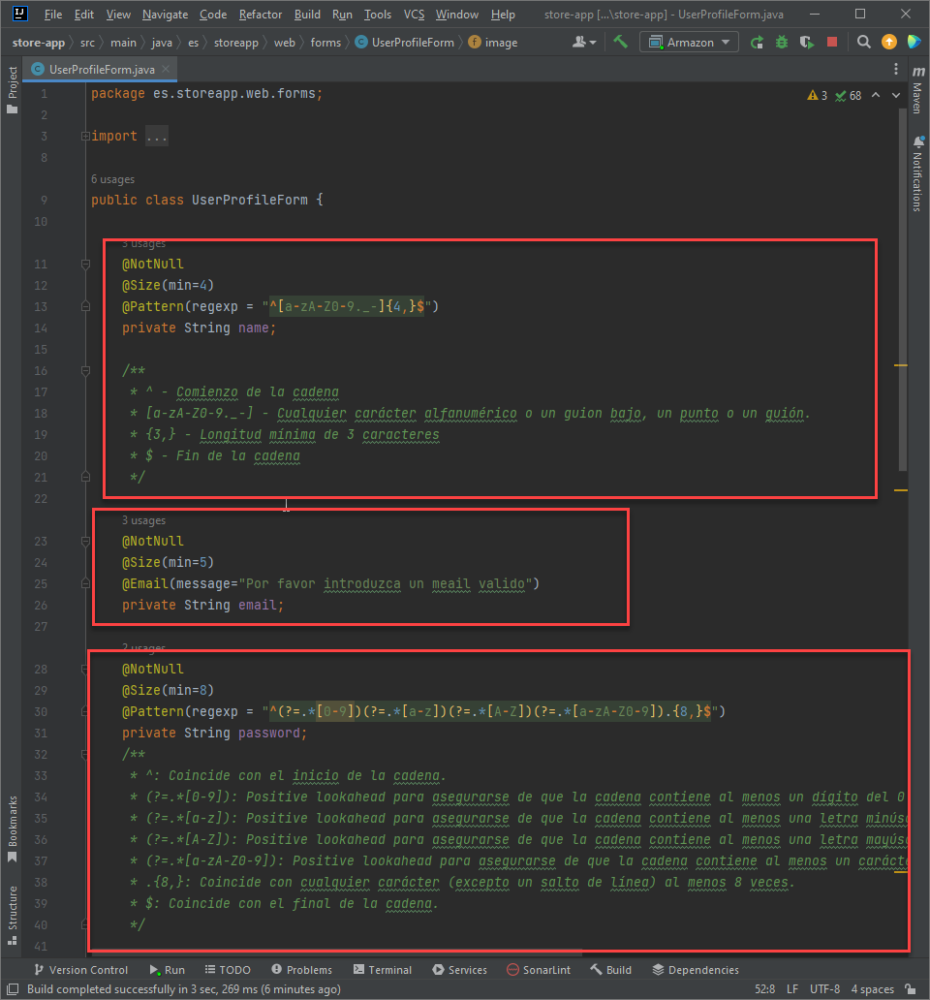 File Edit View Navigate Code Refactor Build Run Tools VCS Window Help store-app [...\store-app] - UserProfileForm.java
store-app src main java es storeapp web forms UserProfileForm image Armazon
Project
UserProfileForm.java
Maven
Notifications
3 68
1 package es.storeapp.web.forms;
2
3 import ...
8
6 usages
9 public class UserProfileForm {
10
3 usages
11 @NotNull
12 @Size(min=4)
13 @Pattern(regexp = "^[a-zA-Z0-9._-]{4,}$")
14 private String name;
15
16 /**
17 * ^ - Comienzo de la cadena
18 * [a-zA-Z0-9._-] - Cualquier carácter alfanumérico o un guion bajo, un punto o un guión.
19 * {3,} - Longitud mínima de 3 caracteres
20 * $ - Fin de la cadena
21 */
22
3 usages
23 @NotNull
24 @Size(min=5)
25 @Email(message="Por favor introduzca un meail valido")
26 private String email;
27
2 usages
28 @NotNull
29 @Size(min=8)
30 @Pattern(regexp = "^(?=.*[0-9])(?=.*[a-z])(?=.*[A-Z])(?=.*[a-zA-Z0-9]).{8,}$")
31 private String password;
32 /**
33 * ^: Coincide con el inicio de la cadena.
34 * (?=.*[0-9]): Positive lookahead para asegurarse de que la cadena contiene al menos un dígito del 0
35 * (?=.*[a-z]): Positive lookahead para asegurarse de que la cadena contiene al menos una letra minúsc
36 * (?=.*[A-Z]): Positive lookahead para asegurarse de que la cadena contiene al menos una letra mayúsc
37 * (?=.*[a-zA-Z0-9]): Positive lookahead para asegurarse de que la cadena contiene al menos un carácte
38 * .{8,}: Coincide con cualquier carácter (excepto un salto de línea) al menos 8 veces.
39 * $: Coincide con el final de la cadena.
40 */
41
Bookmarks
Structure
Version Control Run TODO Problems Terminal Services SonarLint Build Dependencies
Build completed successfully in 3 sec, 269 ms (6 minutes ago) 52:8 LF UTF-8 4 spaces